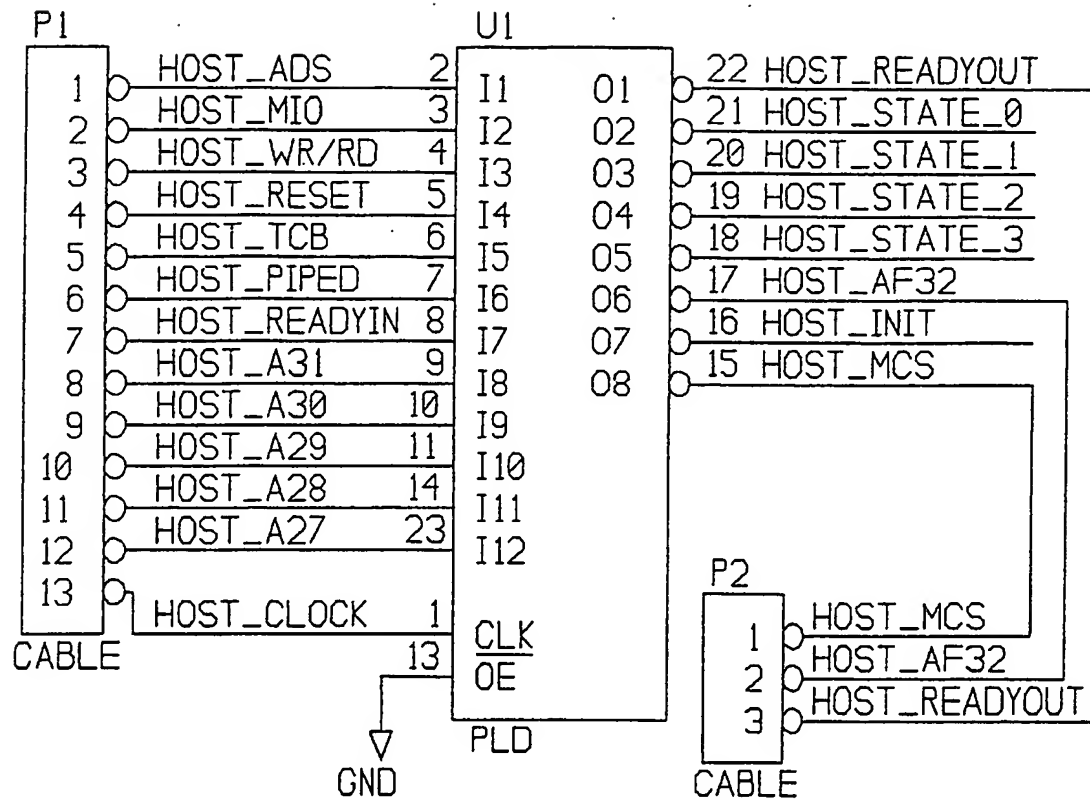 P1
U1
1 HOST_ADS 2 I1 O1 22 HOST_READYOUT
2 HOST_MIO 3 I2 O2 21 HOST_STATE_0
3 HOST_WR/RD 4 I3 O3 20 HOST_STATE_1
4 HOST_RESET 5 I4 O4 19 HOST_STATE_2
5 HOST_TCB 6 I5 O5 18 HOST_STATE_3
6 HOST_PIPED 7 I6 O6 17 HOST_AF32
7 HOST_READYIN 8 I7 O7 16 HOST_INIT
8 HOST_A31 9 I8 O8 15 HOST_MCS
9 HOST_A30 10 I9
10 HOST_A29 11 I10
11 HOST_A28 14 I11
12 HOST_A27 23 I12
13 HOST_CLOCK 1 CLK
13 OE
CABLE
GND
PLD
P2
1 HOST_MCS
2 HOST_AF32
3 HOST_READYOUT
CABLE